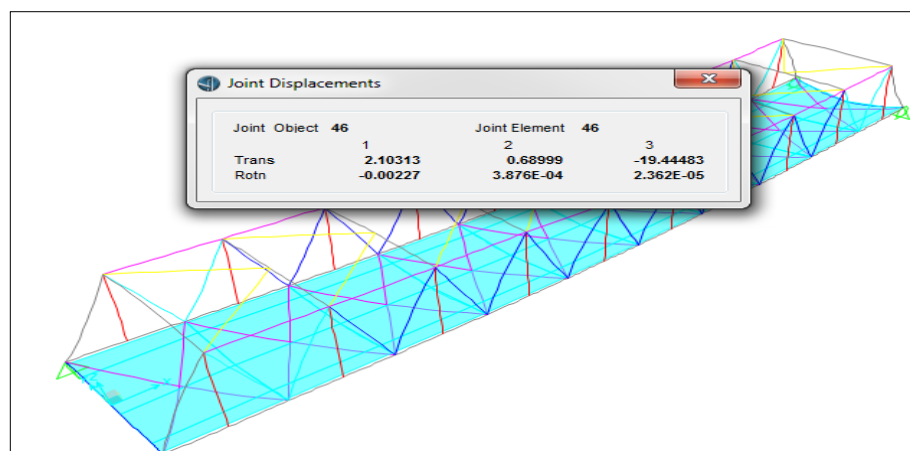 Joint Displacements
Joint Object 46 Joint Element 46
1 2 3
Trans 2.10313 0.68999 -19.44483
Rotn -0.00227 3.876E-04 2.362E-05